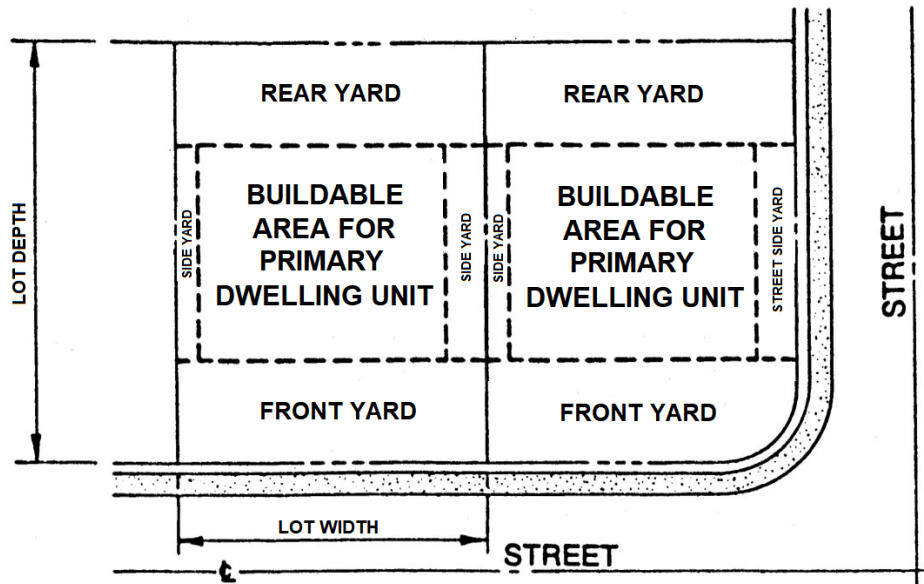 REAR YARD
REAR YARD
LOT DEPTH
SIDE YARD
BUILDABLE
AREA FOR
PRIMARY
DWELLING UNIT
SIDE YARD
SIDE YARD
BUILDABLE
AREA FOR
PRIMARY
DWELLING UNIT
STREET SIDE YARD
STREET
FRONT YARD
FRONT YARD
LOT WIDTH
STREET
℄